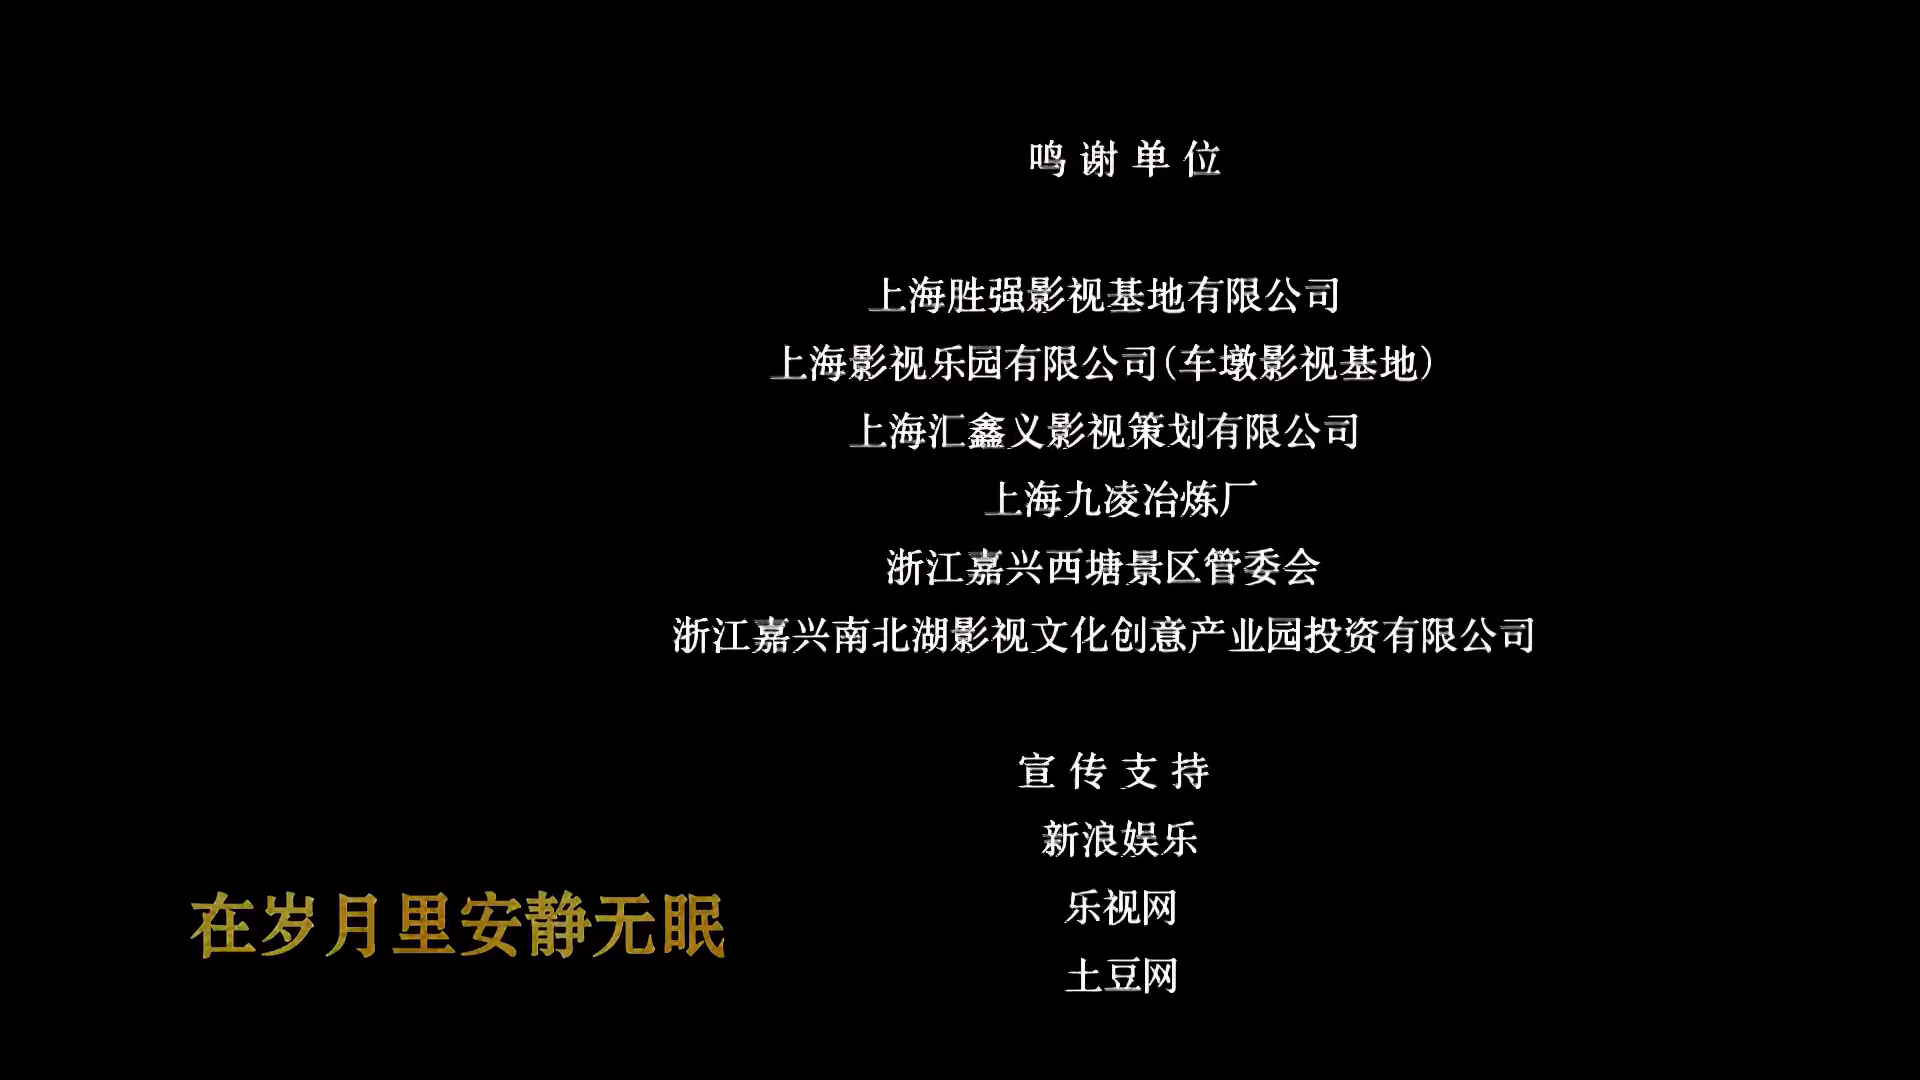 鸣谢单位
上海胜强影视基地有限公司
上海影视乐园有限公司(车墩影视基地)
上海汇鑫义影视策划有限公司
上海九凌冶炼厂
浙江嘉兴西塘景区管委会
浙江嘉兴南北湖影视文化创意产业园投资有限公司
宣传支持
新浪娱乐
乐视网
土豆网
在岁月里安静无眠